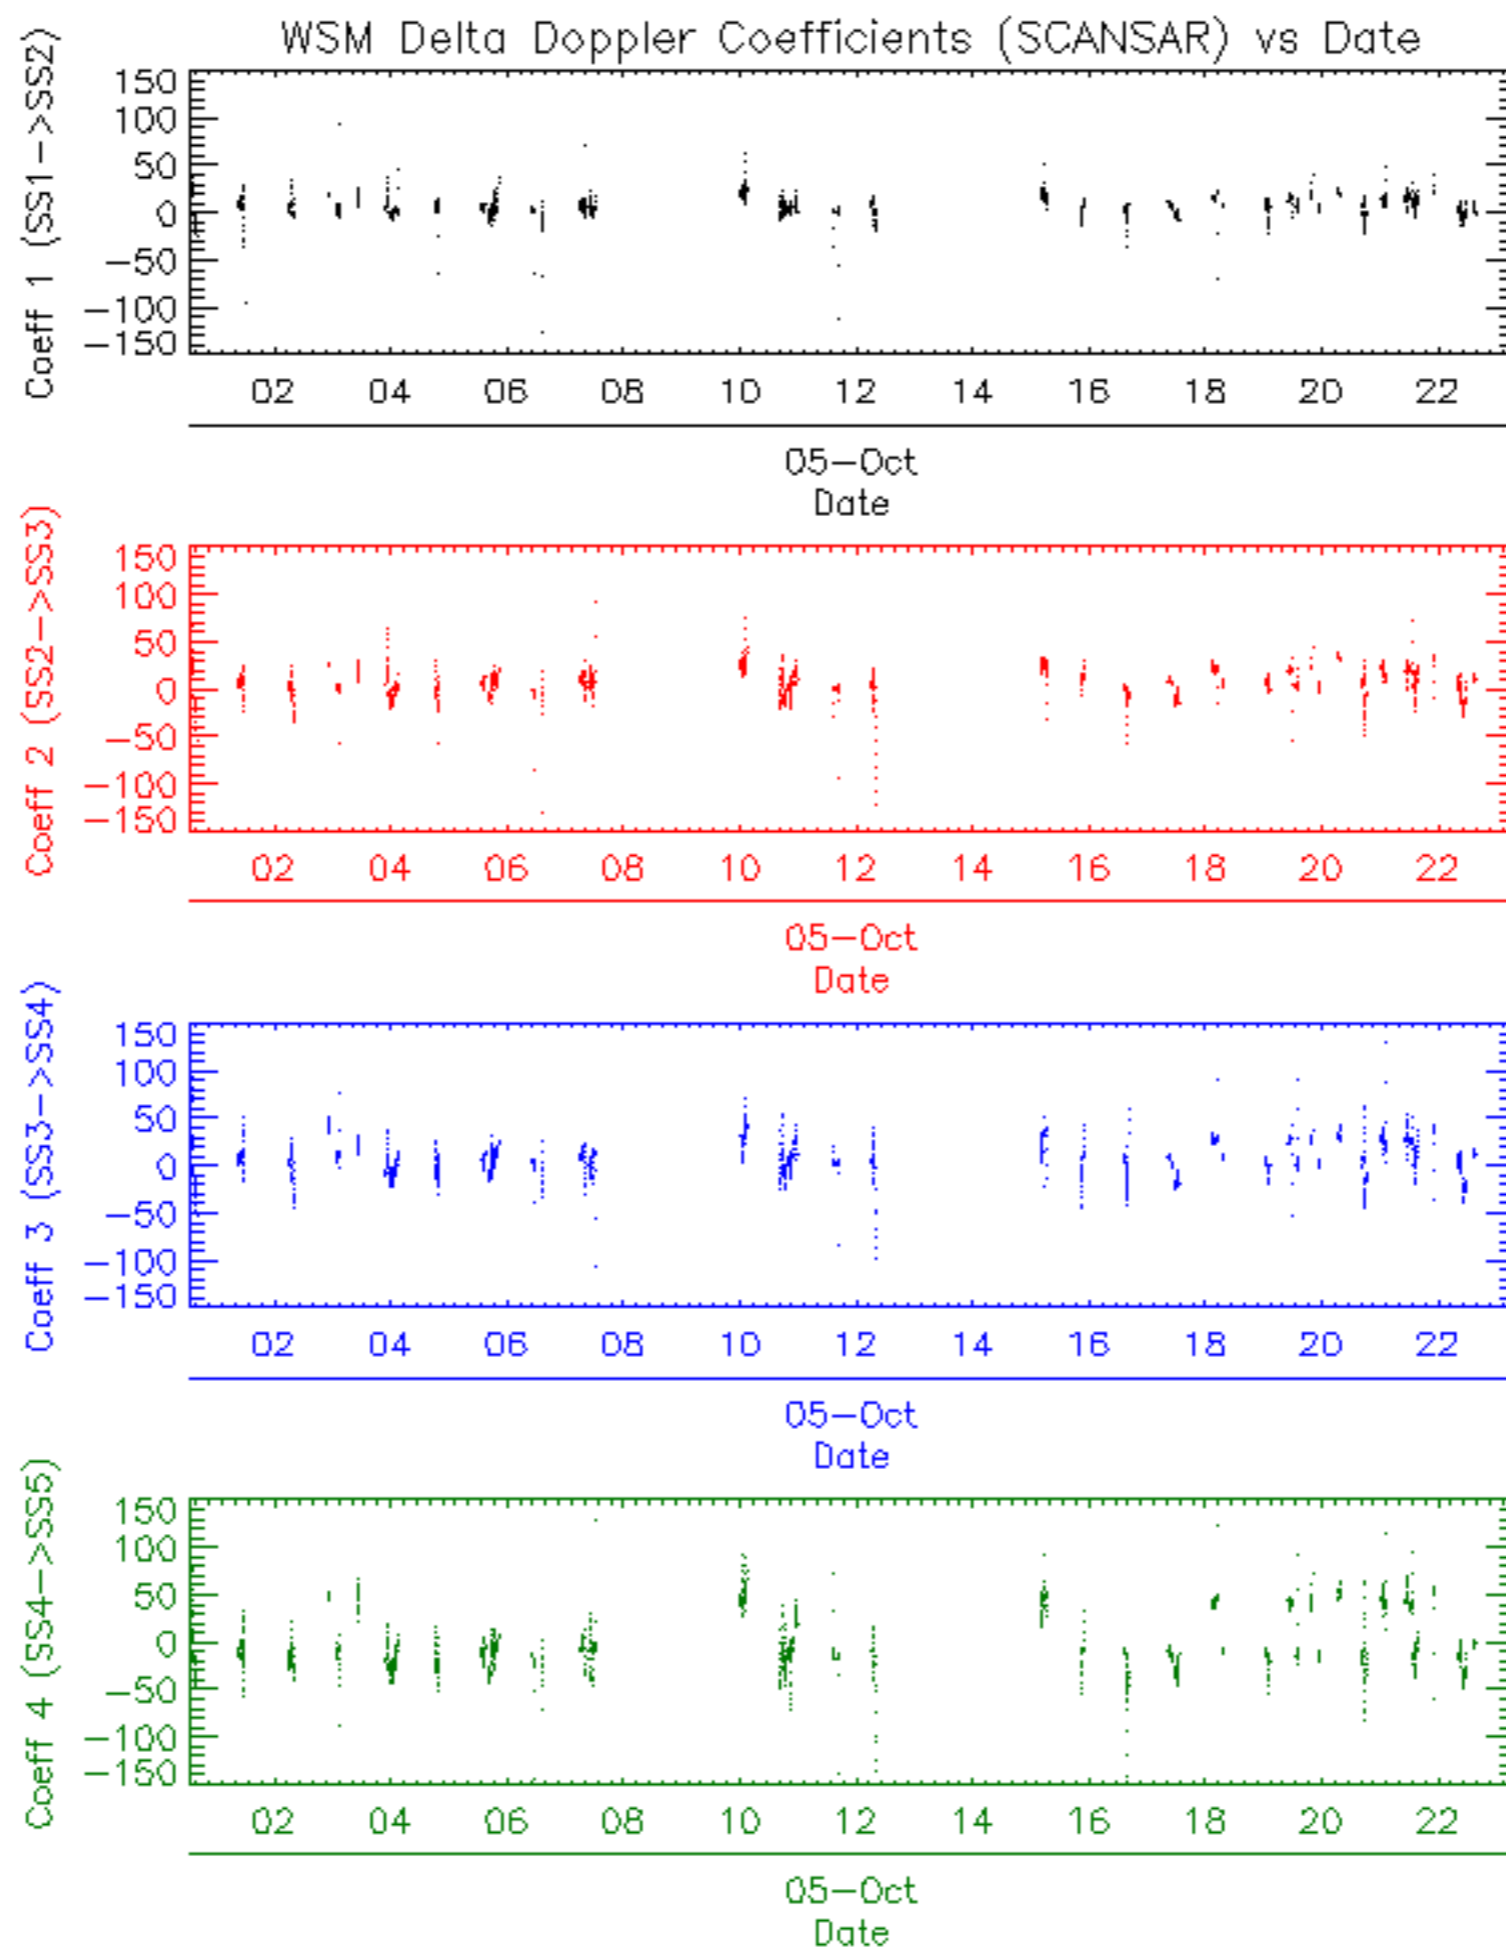 WSM Delta Doppler Coefficients (SCANSAR) vs Date
Coeff 1 (SS1->SS2)
150
100
50
0
-50
-100
-150
02 04 06 08 10 12 14 16 18 20 22
05-Oct
Date
Coeff 2 (SS2->SS3)
150
100
50
0
-50
-100
-150
02 04 06 08 10 12 14 16 18 20 22
05-Oct
Date
Coeff 3 (SS3->SS4)
150
100
50
0
-50
-100
-150
02 04 06 08 10 12 14 16 18 20 22
05-Oct
Date
Coeff 4 (SS4->SS5)
150
100
50
0
-50
-100
-150
02 04 06 08 10 12 14 16 18 20 22
05-Oct
Date